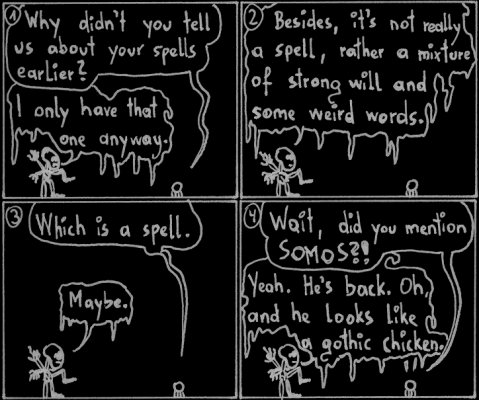 1
Why didn't you tell
us about your spells
earlier?
I only have that
one anyway.
2
Besides, it's not really
a spell, rather a mixture
of strong will and
some weird words.
3
Which is a spell.
Maybe.
4
Wait, did you mention
SOMOS?!
Yeah. He's back. Oh,
and he looks like
a gothic chicken.